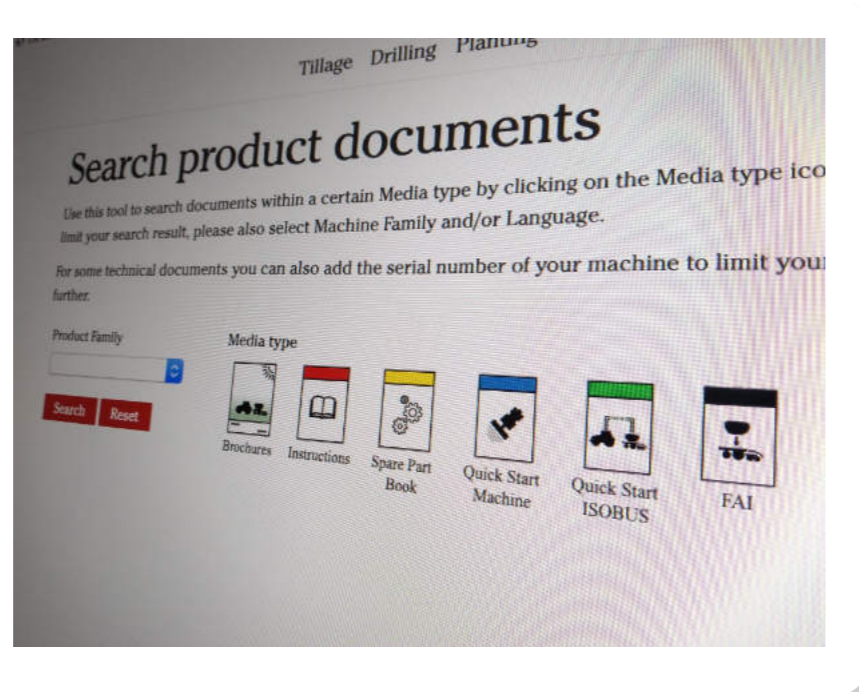 Tillage Drilling Planting
Search product documents
Use this tool to search documents within a certain Media type by clicking on the Media type ico
limit your search result, please also select Machine Family and/or Language.
For some technical documents you can also add the serial number of your machine to limit your
further.
Product Family
Media type
Search Reset
Brochures Instructions Spare Part Book Quick Start Machine Quick Start ISOBUS FAI